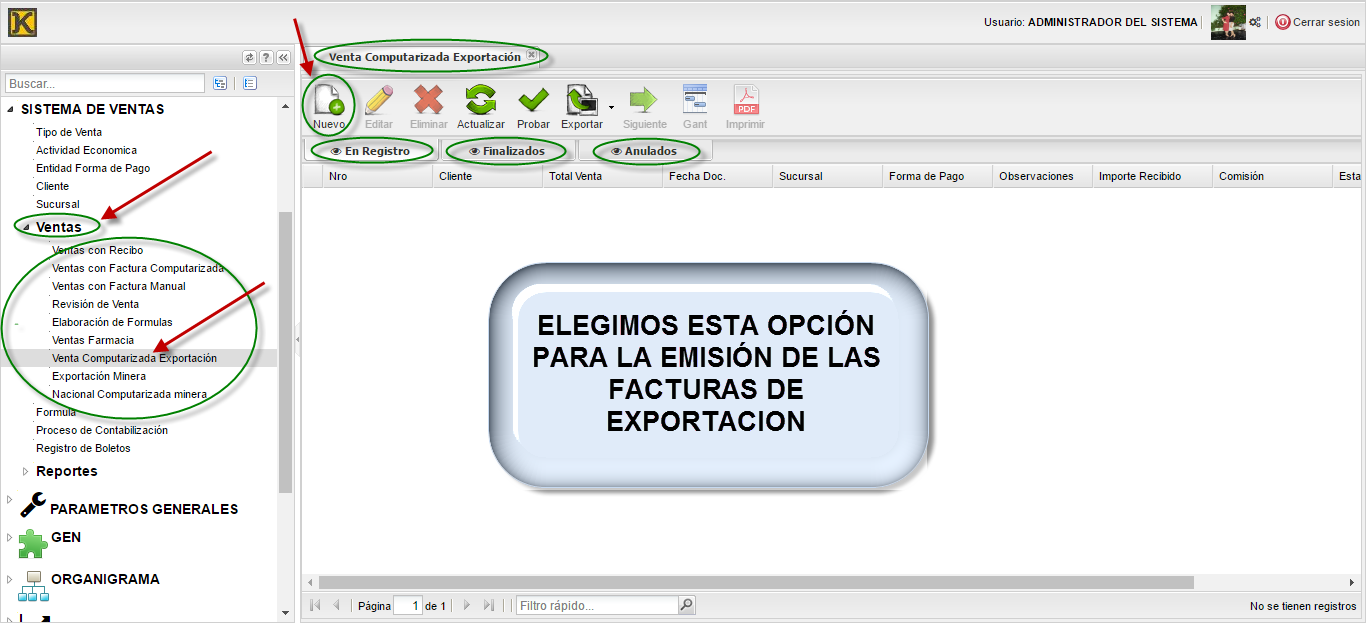 K
Usuario: ADMINISTRADOR DEL SISTEMA
Cerrar sesion
?
Buscar...
SISTEMA DE VENTAS
Tipo de Venta
Actividad Economica
Entidad Forma de Pago
Cliente
Sucursal
Ventas
Ventas con Recibo
Ventas con Factura Computarizada
Ventas con Factura Manual
Revisión de Venta
Elaboración de Formulas
Ventas Farmacia
Venta Computarizada Exportación
Exportación Minera
Nacional Computarizada minera
Formula
Proceso de Contabilización
Registro de Boletos
Reportes
PARAMETROS GENERALES
GEN
ORGANIGRAMA
Venta Computarizada Exportación
Nuevo Editar Eliminar Actualizar Probar Exportar Siguiente Gant PDF Imprimir
En Registro Finalizados Anulados
Nro Cliente Total Venta Fecha Doc. Sucursal Forma de Pago Observaciones Importe Recibido Comisión Esta
ELEGIMOS ESTA OPCIÓN
PARA LA EMISIÓN DE LAS
FACTURAS DE
EXPORTACION
Página 1 de 1 Filtro rápido... No se tienen registros